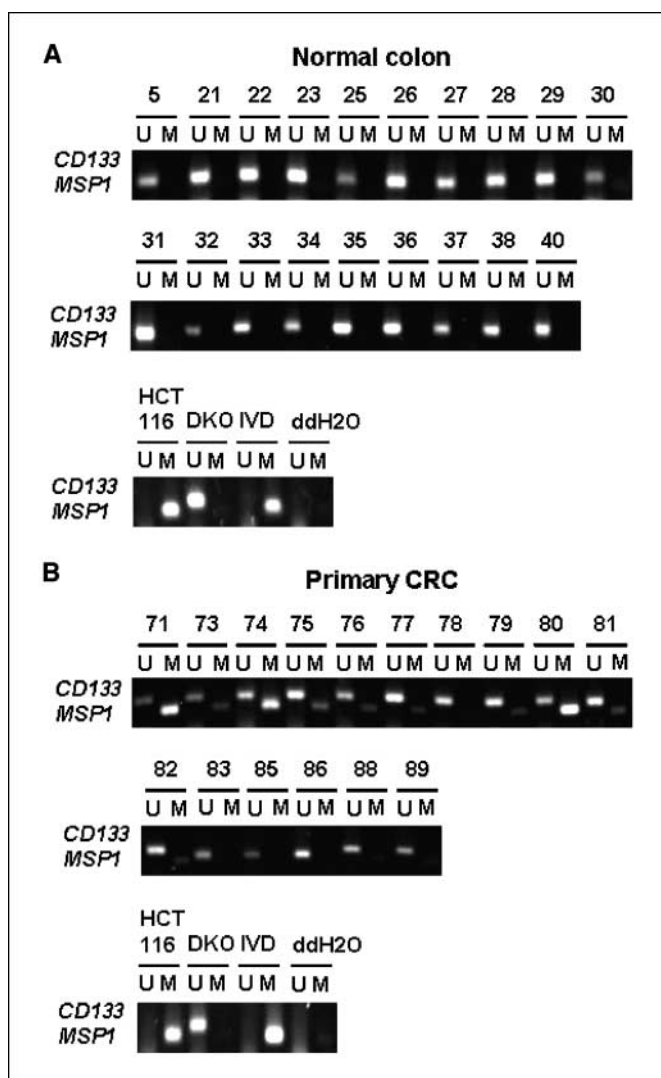 A
Normal colon
5 21 22 23 25 26 27 28 29 30
U M U M U M U M U M U M U M U M U M U M
CD133
MSP1
31 32 33 34 35 36 37 38 40
U M U M U M U M U M U M U M U M U M
CD133
MSP1
HCT
116 DKO IVD ddH2O
U M U M U M U M
CD133
MSP1
B
Primary CRC
71 73 74 75 76 77 78 79 80 81
U M U M U M U M U M U M U M U M U M U M
CD133
MSP1
82 83 85 86 88 89
U M U M U M U M U M U M
CD133
MSP1
HCT
116 DKO IVD ddH2O
U M U M U M U M
CD133
MSP1